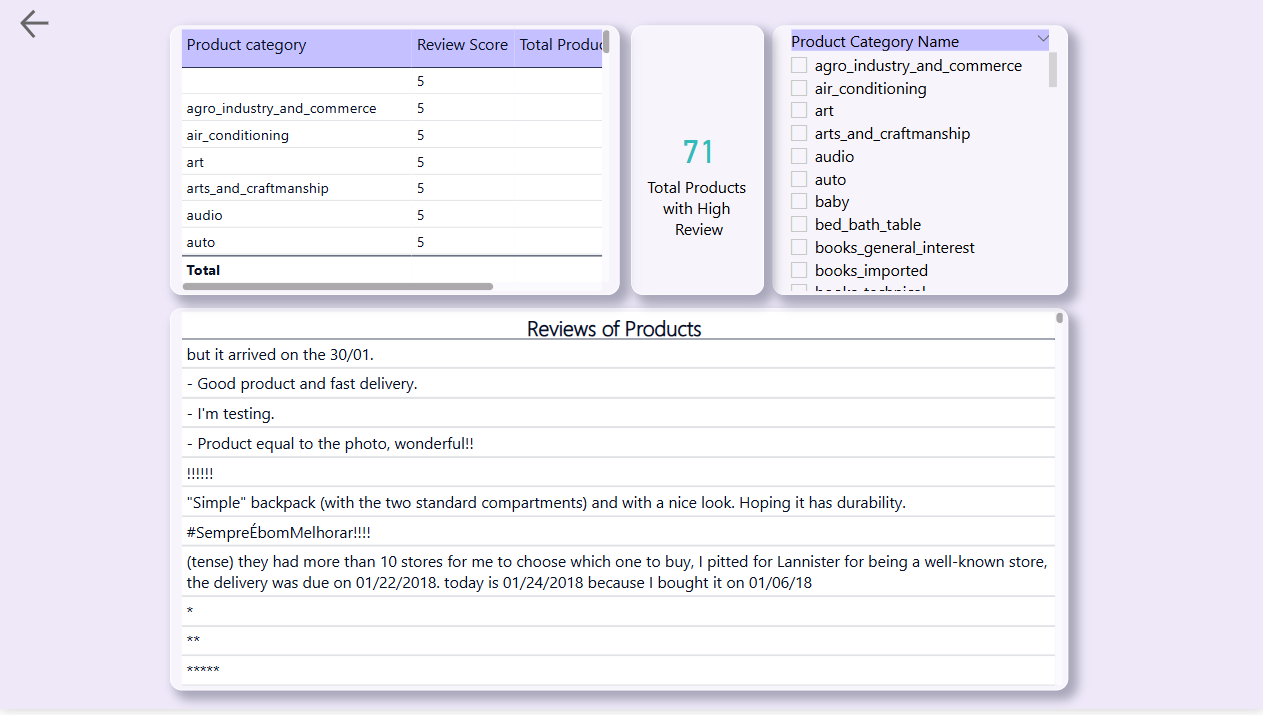 Product category Review Score Total Produc
5
agro_industry_and_commerce 5
air_conditioning 5
art 5
arts_and_craftmanship 5
audio 5
auto 5
Total
71
Total Products
with High
Review
Product Category Name
agro_industry_and_commerce
air_conditioning
art
arts_and_craftmanship
audio
auto
baby
bed_bath_table
books_general_interest
books_imported
books_technical
Reviews of Products
but it arrived on the 30/01.
- Good product and fast delivery.
- I'm testing.
- Product equal to the photo, wonderful!!
!!!!!!
"Simple" backpack (with the two standard compartments) and with a nice look. Hoping it has durability.
#SempreÉbomMelhorar!!!!
(tense) they had more than 10 stores for me to choose which one to buy, I pitted for Lannister for being a well-known store,
the delivery was due on 01/22/2018. today is 01/24/2018 because I bought it on 01/06/18
*
**
*****